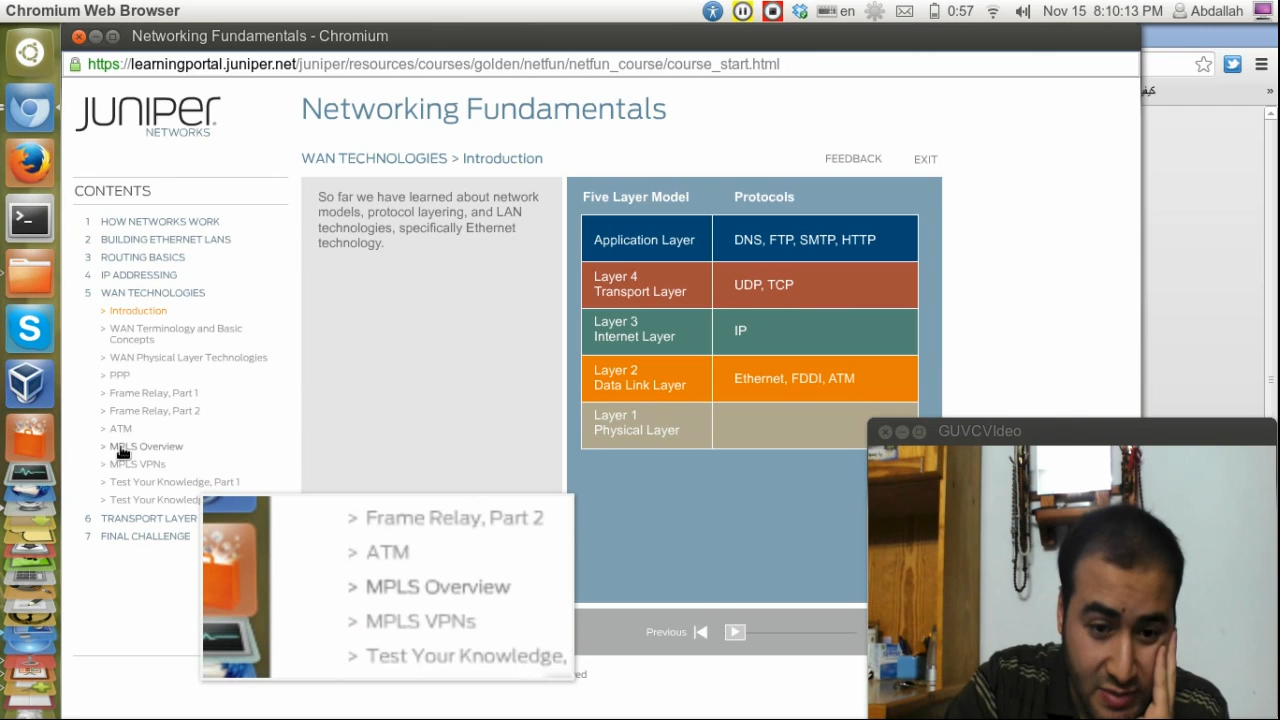 Chromium Web Browser
en
0:57
Nov 15 8:10:13 PM
Abdallah
Networking Fundamentals - Chromium
https://learningportal.juniper.net/juniper/resources/courses/golden/netfun/netfun_course/course_start.html
JUNIPER
NETWORKS
Networking Fundamentals
WAN TECHNOLOGIES > Introduction
FEEDBACK
EXIT
CONTENTS
1 HOW NETWORKS WORK
2 BUILDING ETHERNET LANS
3 ROUTING BASICS
4 IP ADDRESSING
5 WAN TECHNOLOGIES
> Introduction
> WAN Terminology and Basic
Concepts
> WAN Physical Layer Technologies
> PPP
> Frame Relay, Part 1
> Frame Relay, Part 2
> ATM
> MPLS Overview
> MPLS VPNs
> Test Your Knowledge, Part 1
> Test Your Knowled
6 TRANSPORT LAYER
7 FINAL CHALLENGE
So far we have learned about network
models, protocol layering, and LAN
technologies, specifically Ethernet
technology.
Five Layer Model Protocols
Application Layer DNS, FTP, SMTP, HTTP
Layer 4
Transport Layer UDP, TCP
Layer 3
Internet Layer IP
Layer 2
Data Link Layer Ethernet, FDDI, ATM
Layer 1
Physical Layer
> Frame Relay, Part 2
> ATM
> MPLS Overview
> MPLS VPNs
> Test Your Knowledge,
Previous
ed
GUVCVIdeo